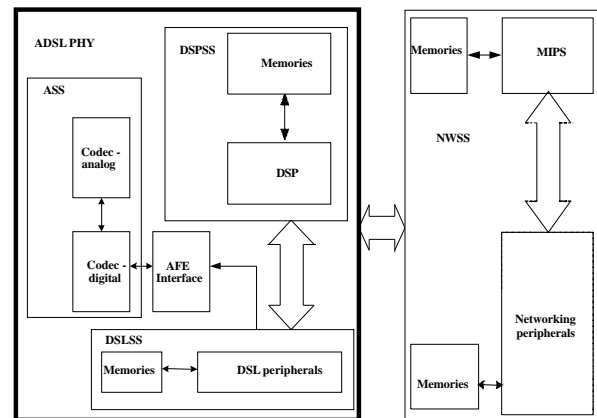 ADSL PHY
DSPSS
Memories
DSP
ASS
Codec -
analog
Codec -
digital
AFE
Interface
DSLSS
Memories
DSL peripherals
Memories
MIPS
NWSS
Networking
peripherals
Memories